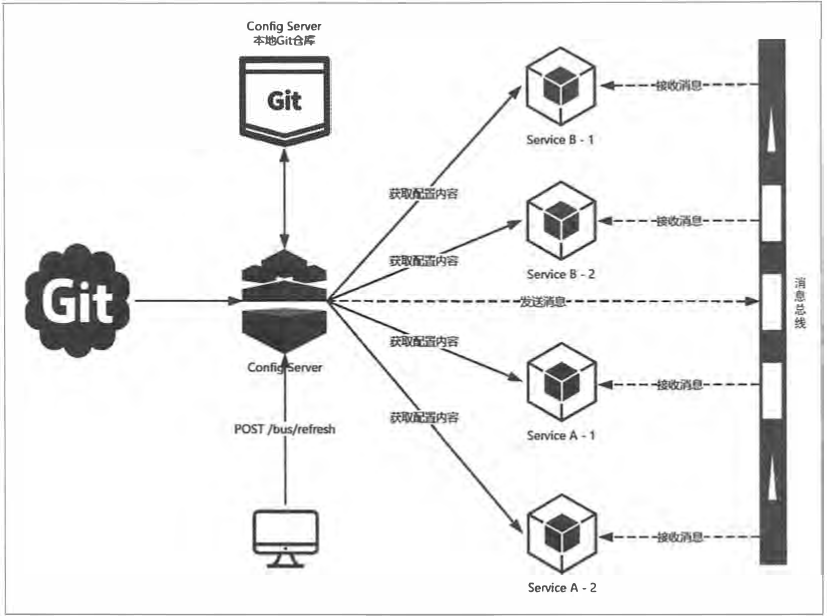 Config Server
本地Git仓库
Git
接收消息
Service B - 1
获取配置内容
接收消息
获取配置内容
Service B - 2
Git
发送消息
消息总线
获取配置内容
Config Server
接收消息
获取配置内容
POST /bus/refresh
Service A - 1
接收消息
Service A - 2